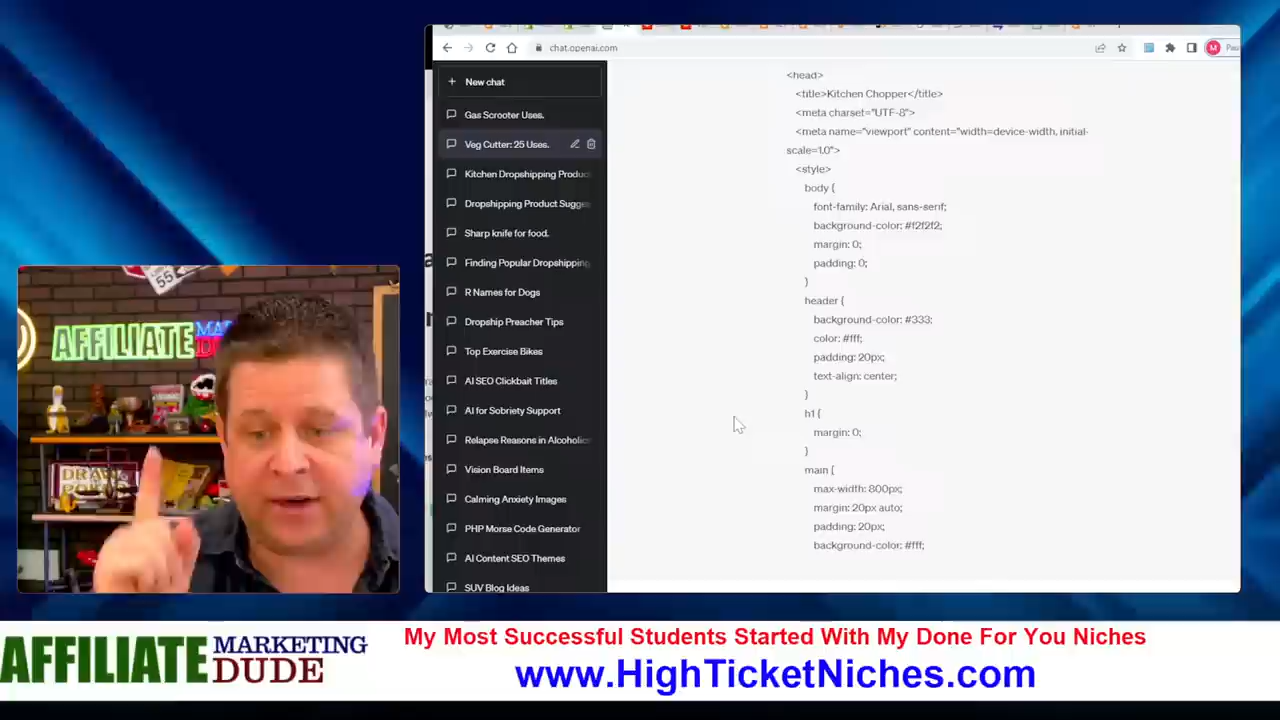 chat.openai.com
M
+ New chat
Gas Scrooter Uses.
Veg Cutter: 25 Uses.
Kitchen Dropshipping Produc
Dropshipping Product Sugges
Sharp knife for food.
Finding Popular Dropshipping
R Names for Dogs
Dropship Preacher Tips
Top Exercise Bikes
AI SEO Clickbait Titles
AI for Sobriety Support
Relapse Reasons in Alcoholics
Vision Board Items
Calming Anxiety Images
PHP Morse Code Generator
AI Content SEO Themes
SUV Blog Ideas
<head>
<title>Kitchen Chopper</title>
<meta charset="UTF-8">
<meta name="viewport" content="width=device-width, initial-
scale=1.0">
<style>
body {
font-family: Arial, sans-serif;
background-color: #f2f2f2;
margin: 0;
padding: 0;
}
header {
background-color: #333;
color: #fff;
padding: 20px;
text-align: center;
}
h1 {
margin: 0;
}
main {
max-width: 800px;
margin: 20px auto;
padding: 20px;
background-color: #fff;
55
AFFILIATE MAR
AFFILIATE MARKETING DUDE
My Most Successful Students Started With My Done For You Niches
www.HighTicketNiches.com